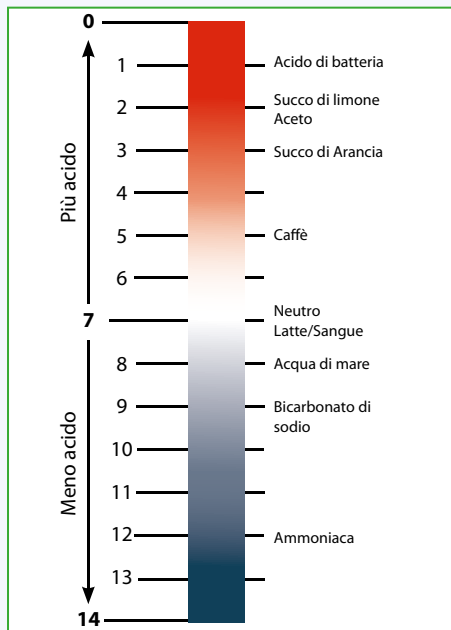 0
1 Acido di batteria
2 Succo di limone
Aceto
3 Succo di Arancia
4
5 Caffè
6
7 Neutro
Latte/Sangue
8 Acqua di mare
9 Bicarbonato di
sodio
10
11
12 Ammoniaca
13
14
Più acido
Meno acido